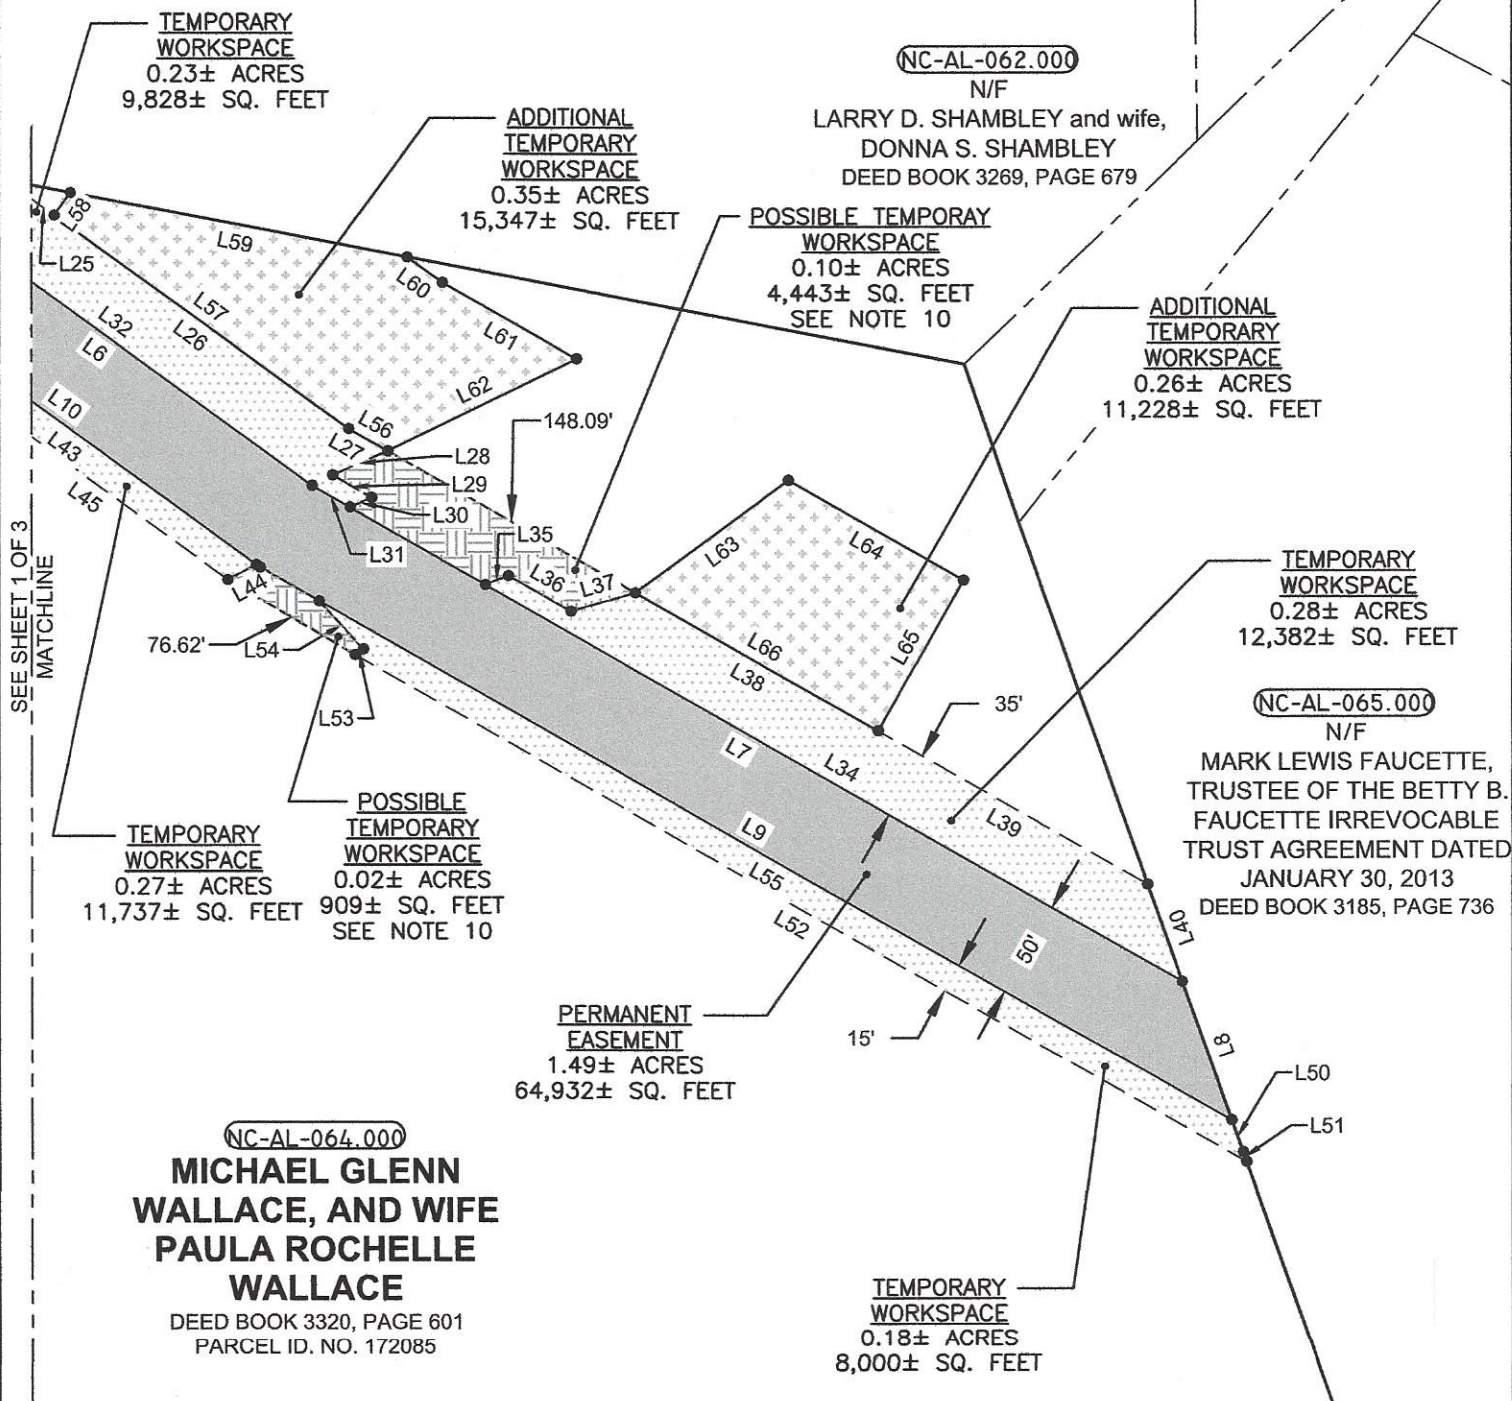 TEMPORARY
WORKSPACE
0.23± ACRES
9,828± SQ. FEET
ADDITIONAL
TEMPORARY
WORKSPACE
0.35± ACRES
15,347± SQ. FEET
NC-AL-062.000
N/F
LARRY D. SHAMBLEY and wife,
DONNA S. SHAMBLEY
DEED BOOK 3269, PAGE 679
POSSIBLE TEMPORAY
WORKSPACE
0.10± ACRES
4,443± SQ. FEET
SEE NOTE 10
ADDITIONAL
TEMPORARY
WORKSPACE
0.26± ACRES
11,228± SQ. FEET
L58
L59
L25
L60
L57
L61
L32
L26
L6
L62
L10
L56
148.09'
L43
L27
L28
L45
L29
L30
L35
L31
L36
L37
L63
L64
L44
L66
L65
L38
76.62'
L54
L53
35'
L7
L34
L39
L9
L55
L52
L40
50'
15'
L8
L50
L51
SEE SHEET 1 OF 3
MATCHLINE
TEMPORARY
WORKSPACE
0.28± ACRES
12,382± SQ. FEET
NC-AL-065.000
N/F
MARK LEWIS FAUCETTE,
TRUSTEE OF THE BETTY B.
FAUCETTE IRREVOCABLE
TRUST AGREEMENT DATED
JANUARY 30, 2013
DEED BOOK 3185, PAGE 736
TEMPORARY
WORKSPACE
0.27± ACRES
11,737± SQ. FEET
POSSIBLE
TEMPORARY
WORKSPACE
0.02± ACRES
909± SQ. FEET
SEE NOTE 10
PERMANENT
EASEMENT
1.49± ACRES
64,932± SQ. FEET
NC-AL-064.000
MICHAEL GLENN
WALLACE, AND WIFE
PAULA ROCHELLE
WALLACE
DEED BOOK 3320, PAGE 601
PARCEL ID. NO. 172085
TEMPORARY
WORKSPACE
0.18± ACRES
8,000± SQ. FEET